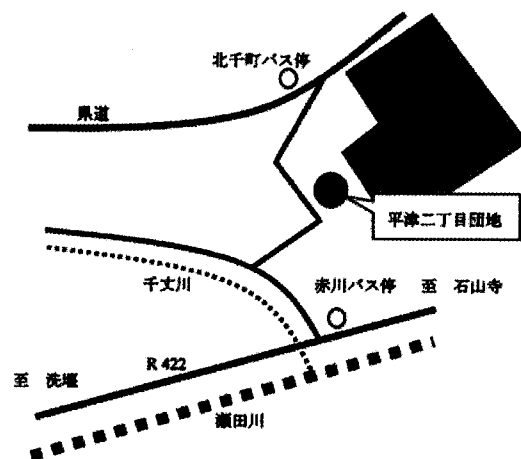 北千町バス停
県道
平津二丁目団地
千丈川
赤川バス停 至 石山寺
R 422
至 洗堰
瀬田川